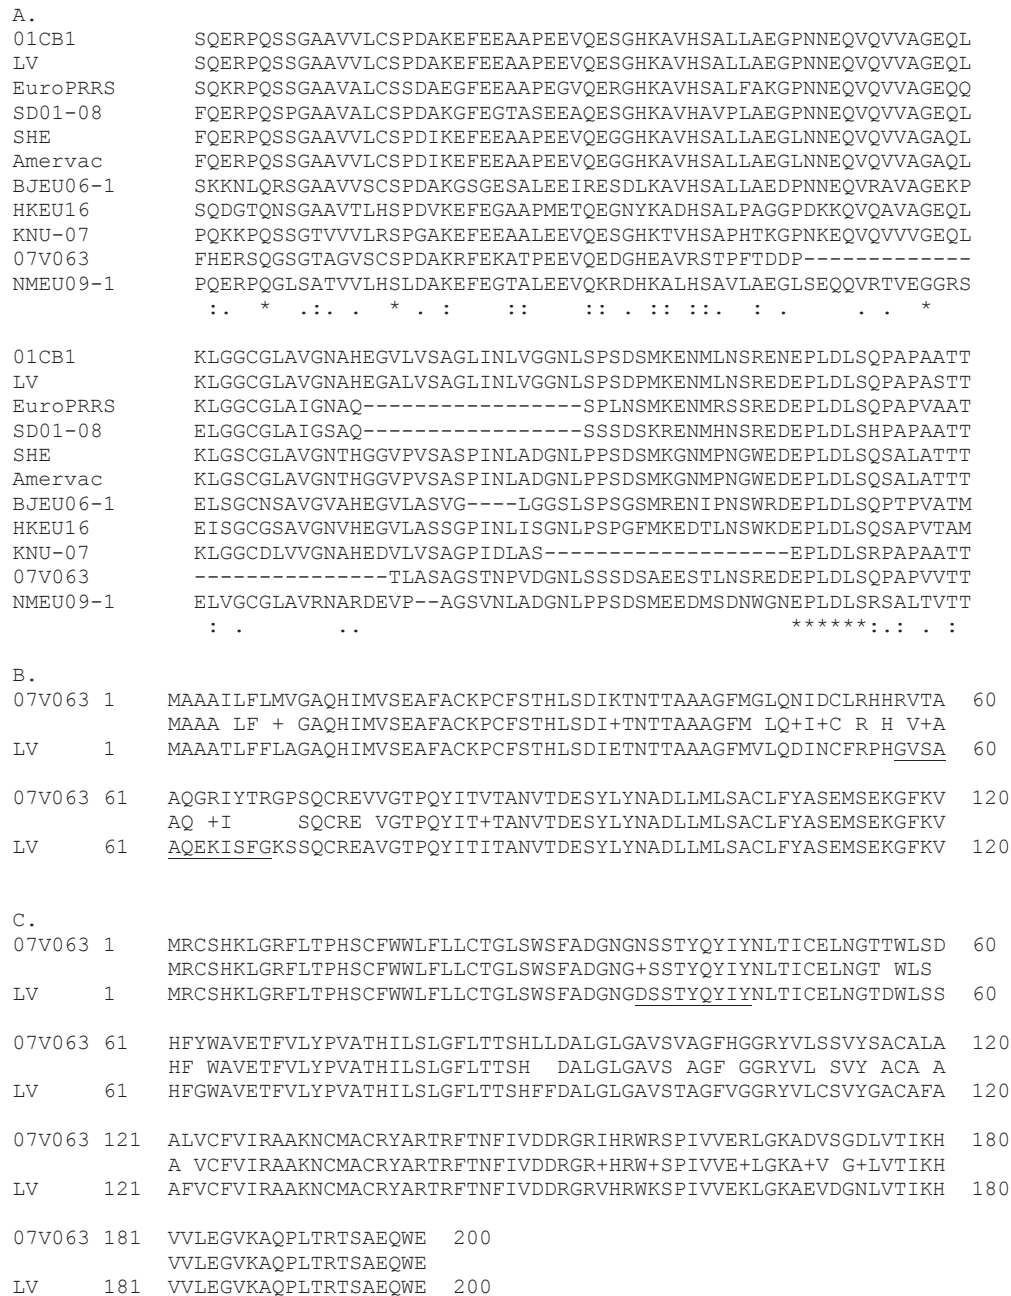 A.
01CB1 SQERPQSSGAAVVLCSPDAKEFEEAAPEEVQESGHKAVHSALLAEGPNNEQVQVVAGEQL
LV SQERPQSSGAAVVLCSPDAKEFEEAAPEEVQESGHKAVHSALLAEGPNNEQVQVVAGEQL
EuroPRRS SQKRPQSSGAAVALCSSDAEGFEEAAPEGVQERGHKAVHSALFAKGPNNEQVQVVAGEQQ
SD01-08 FQERPQSPGAAVALCSPDAKGFEGTASEEAQESGHKAVHAVPLAEGPNNEQVQVVAGEQL
SHE FQERPQSSGAAVVLCSPDIKEFEEAAPEEVQEGGHKAVHSALLAEGLNNEQVQVVAGAQL
Amervac FQERPQSSGAAVVLCSPDIKEFEEAAPEEVQEGGHKAVHSALLAEGLNNEQVQVVAGAQL
BJEU06-1 SKKNLQRSGAAVVSCSPDAKGSGESALEEIRESDLKAVHSALLAEDPNNEQVRAVAGEKP
HKEU16 SQDGTQNSGAAVTLHSPDVKEFEGAAPMETQEGNYKADHSALPAGGPDKKQVQAVAGEQL
KNU-07 PQKKPQSSGTVVVLRSPGAKEFEEAALEEVQESGHKTVHSAPHTKGPNKEQVQVVVGEQL
07V063 FHERSQGSGTAGVSCSPDAKRFEKATPEEVQEDGHEAVRSTPFTDDP-------------
NMEU09-1 PQERPQGLSATVVLHSLDAKEFEGTALEEVQKRDHKALHSAVLAEGLSEQQVRTVEGGRS
:. * .:. . * . : :: :: . :: ::. : . . . *
01CB1 KLGGCGLAVGNAHEGVLVSAGLINLVGGNLSPSDSMKENMLNSRENEPLDLSQPAPAATT
LV KLGGCGLAVGNAHEGALVSAGLINLVGGNLSPSDPMKENMLNSREDEPLDLSQPAPASTT
EuroPRRS KLGGCGLAIGNAQ-----------------SPLNSMKENMRSSREDEPLDLSQPAPVAAT
SD01-08 ELGGCGLAIGSAQ-----------------SSSDSKRENMHNSREDEPLDLSHPAPAATT
SHE KLGSCGLAVGNTHGGVPVSASPINLADGNLPPSDSMKGNMPNGWEDEPLDLSQSALATTT
Amervac KLGSCGLAVGNTHGGVPVSASPINLADGNLPPSDSMKGNMPNGWEDEPLDLSQSALATTT
BJEU06-1 ELSGCNSAVGVAHEGVLASVG----LGGSLSPSGSMRENIPNSWRDEPLDLSQPTPVATM
HKEU16 EISGCGSAVGNVHEGVLASSGPINLISGNLPSPGFMKEDTLNSWKDEPLDLSQSAPVTAM
KNU-07 KLGGCDLVVGNAHEDVLVSAGPIDLAS-------------------EPLDLSRPAPAATT
07V063 ---------------TLASAGSTNPVDGNLSSSDSAEESTLNSREDEPLDLSQPAPVVTT
NMEU09-1 ELVGCGLAVRNARDEVP--AGSVNLADGNLPPSDSMEEDMSDNWGNEPLDLSRSALTVTT
: . .. ******:.: . :
B.
07V063 1 MAAAILFLMVGAQHIMVSEAFACKPCFSTHLSDIKTNTTAAAGFMGLQNIDCLRHHRVTA 60
MAAA LF + GAQHIMVSEAFACKPCFSTHLSDI+TNTTAAAGFM LQ+I+C R H V+A
LV 1 MAAATLFFLAGAQHIMVSEAFACKPCFSTHLSDIETNTTAAAGFMVLQDINCFRPHGVSA 60
07V063 61 AQGRIYTRGPSQCREVVGTPQYITVTANVTDESYLYNADLLMLSACLFYASEMSEKGFKV 120
AQ +I SQCRE VGTPQYIT+TANVTDESYLYNADLLMLSACLFYASEMSEKGFKV
LV 61 AQEKISFGKSSQCREAVGTPQYITITANVTDESYLYNADLLMLSACLFYASEMSEKGFKV 120
C.
07V063 1 MRCSHKLGRFLTPHSCFWWLFLLCTGLSWSFADGNGNSSTYQYIYNLTICELNGTTWLSD 60
MRCSHKLGRFLTPHSCFWWLFLLCTGLSWSFADGNG+SSTYQYIYNLTICELNGT WLS
LV 1 MRCSHKLGRFLTPHSCFWWLFLLCTGLSWSFADGNGDSSTYQYIYNLTICELNGTDWLSS 60
07V063 61 HFYWAVETFVLYPVATHILSLGFLTTSHLLDALGLGAVSVAGFHGGRYVLSSVYSACALA 120
HF WAVETFVLYPVATHILSLGFLTTSH DALGLGAVS AGF GGRYVL SVY ACA A
LV 61 HFGWAVETFVLYPVATHILSLGFLTTSHFFDALGLGAVSTAGFVGGRYVLCSVYGACAFA 120
07V063 121 ALVCFVIRAAKNCMACRYARTRFTNFIVDDRGRIHRWRSPIVVERLGKADVSGDLVTIKH 180
A VCFVIRAAKNCMACRYARTRFTNFIVDDRGR+HRW+SPIVVE+LGKA+V G+LVTIKH
LV 121 AFVCFVIRAAKNCMACRYARTRFTNFIVDDRGRVHRWKSPIVVEKLGKAEVDGNLVTIKH 180
07V063 181 VVLEGVKAQPLTRTSAEQWE 200
VVLEGVKAQPLTRTSAEQWE
LV 181 VVLEGVKAQPLTRTSAEQWE 200